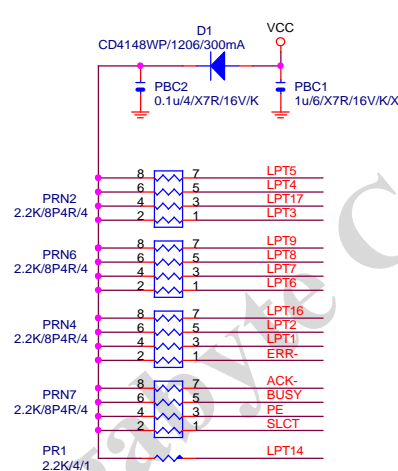 D1 VCC
CD4148WP/1206/300mA
PBC2 PBC1
0.1u/4/X7R/16V/K 1u/6/X7R/16V/K/X
8 7 LPT5
6 5 LPT4
PRN2 4 3 LPT17
2.2K/8P4R/4 2 1 LPT3
8 7 LPT9
PRN6 6 5 LPT8
2.2K/8P4R/4 4 3 LPT7
2 1 LPT6
8 7 LPT16
PRN4 6 5 LPT2
2.2K/8P4R/4 4 3 LPT1
2 1 ERR-
8 7 ACK-
PRN7 6 5 BUSY
2.2K/8P4R/4 4 3 PE
2 1 SLCT
PR1 LPT14
2.2K/4/1